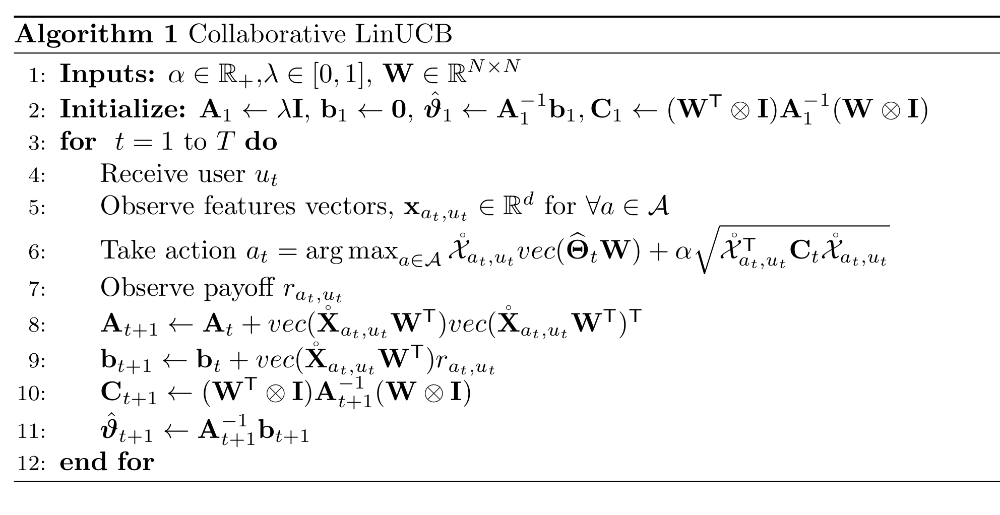 Algorithm 1 Collaborative LinUCB
1: Inputs: $\alpha \in \mathbb{R}_+, \lambda \in [0, 1]$, $\mathbf{W} \in \mathbb{R}^{N \times N}$
2: Initialize: $\mathbf{A}_1 \leftarrow \lambda \mathbf{I}$, $\mathbf{b}_1 \leftarrow \mathbf{0}$, $\hat{\boldsymbol{\vartheta}}_1 \leftarrow \mathbf{A}_1^{-1} \mathbf{b}_1, \mathbf{C}_1 \leftarrow (\mathbf{W}^\mathsf{T} \otimes \mathbf{I}) \mathbf{A}_1^{-1} (\mathbf{W} \otimes \mathbf{I})$
3: for $t = 1$ to $T$ do
4: Receive user $u_t$
5: Observe features vectors, $\mathbf{x}_{a_t, u_t} \in \mathbb{R}^d$ for $\forall a \in \mathcal{A}$
6: Take action $a_t = \arg\max_{a \in \mathcal{A}} \mathring{\mathcal{X}}_{a_t, u_t} vec(\widehat{\boldsymbol{\Theta}}_t \mathbf{W}) + \alpha \sqrt{\mathring{\mathcal{X}}_{a_t, u_t}^\mathsf{T} \mathbf{C}_t \mathring{\mathcal{X}}_{a_t, u_t}}$
7: Observe payoff $r_{a_t, u_t}$
8: $\mathbf{A}_{t+1} \leftarrow \mathbf{A}_t + vec(\mathring{\mathbf{X}}_{a_t, u_t} \mathbf{W}^\mathsf{T}) vec(\mathring{\mathbf{X}}_{a_t, u_t} \mathbf{W}^\mathsf{T})^\mathsf{T}$
9: $\mathbf{b}_{t+1} \leftarrow \mathbf{b}_t + vec(\mathring{\mathbf{X}}_{a_t, u_t} \mathbf{W}^\mathsf{T}) r_{a_t, u_t}$
10: $\mathbf{C}_{t+1} \leftarrow (\mathbf{W}^\mathsf{T} \otimes \mathbf{I}) \mathbf{A}_{t+1}^{-1} (\mathbf{W} \otimes \mathbf{I})$
11: $\hat{\boldsymbol{\vartheta}}_{t+1} \leftarrow \mathbf{A}_{t+1}^{-1} \mathbf{b}_{t+1}$
12: end for